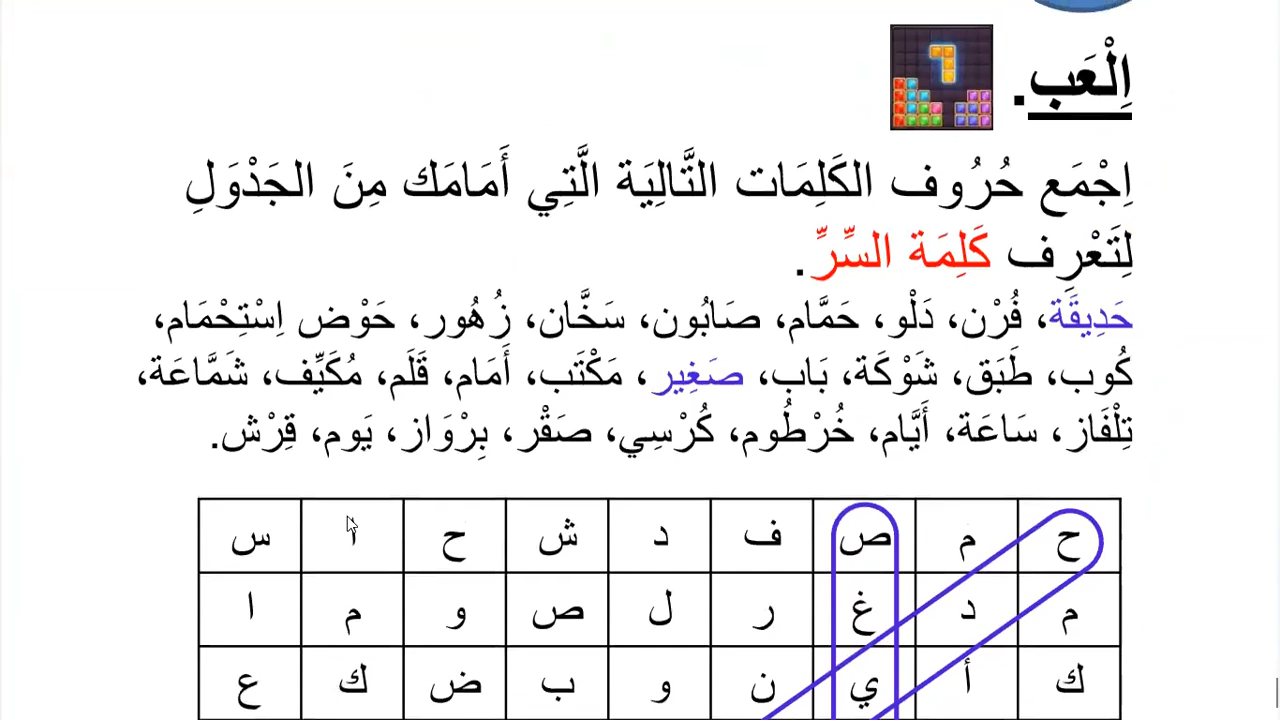 اِلْعَب.
اِجْمَع حُرُوف الكَلِمَات التَّالِيَة الَّتِي أَمَامَك مِنَ الجَدْوَلِ
لِتَعْرِف كَلِمَة السِّرِّ.
حَدِيقَة، فُرْن، دَلْو، حَمَّام، صَابُون، سَخَّان، زُهُور، حَوْض اِسْتِحْمَام،
كُوب، طَبَق، شَوْكَة، بَاب، صَغِير، مَكْتَب، أَمَام، قَلَم، مُكَيِّف، شَمَّاعَة،
تِلْفَاز، سَاعَة، أَيَّام، خُرْطُوم، كُرْسِي، صَقْر، بِرْوَاز، يَوم، قِرْش.
ح م ص ف د ش ح ا س
م د غ ر ل ص و م ا
ك أ ي ن و ب ض ك ع